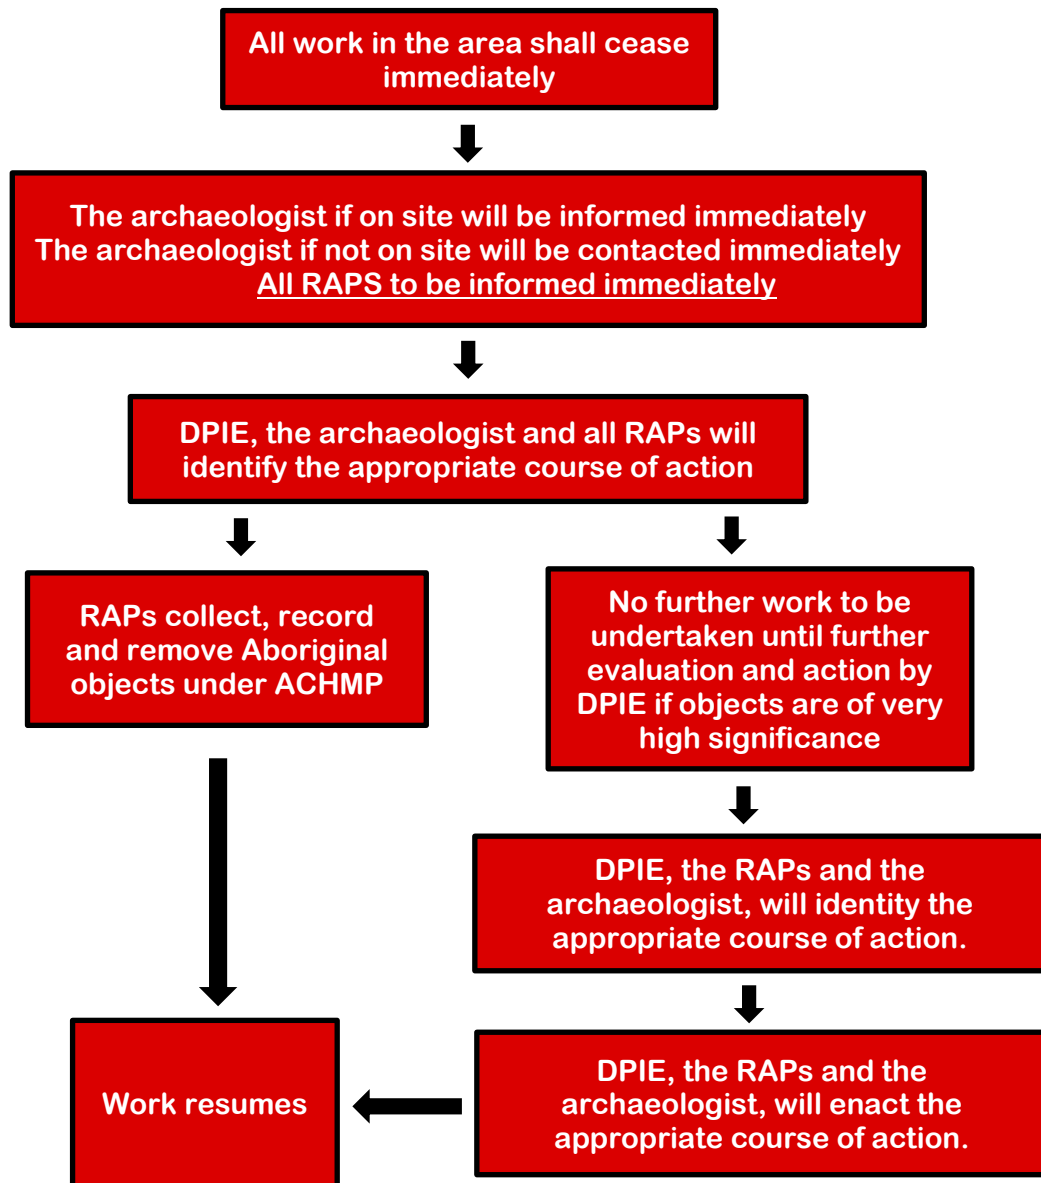 All work in the area shall cease
immediately
The archaeologist if on site will be informed immediately
The archaeologist if not on site will be contacted immediately
All RAPS to be informed immediately
DPIE, the archaeologist and all RAPs will
identify the appropriate course of action
RAPs collect, record
and remove Aboriginal
objects under ACHMP
No further work to be
undertaken until further
evaluation and action by
DPIE if objects are of very
high significance
DPIE, the RAPs and the
archaeologist, will identity the
appropriate course of action.
DPIE, the RAPs and the
archaeologist, will enact the
appropriate course of action.
Work resumes